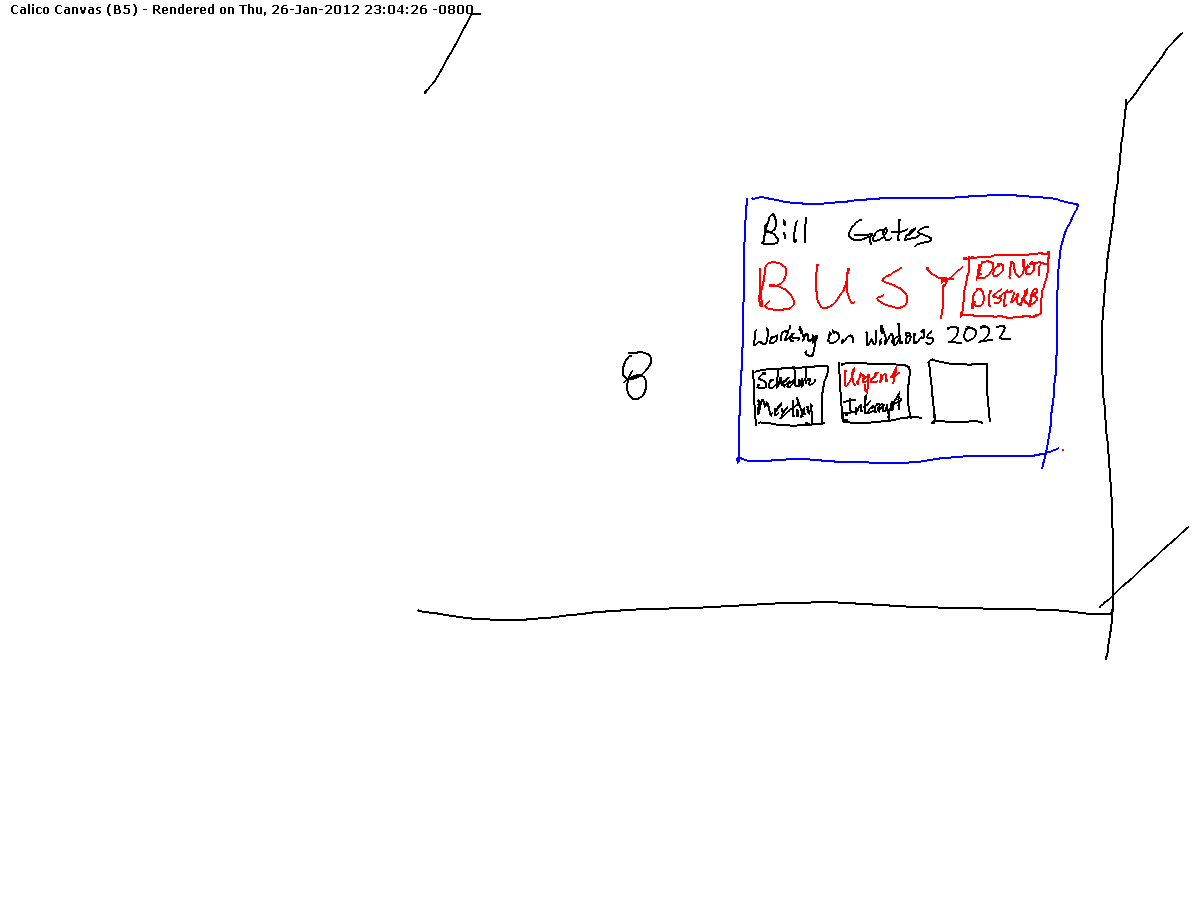 Calico Canvas (B5) - Rendered on Thu, 26-Jan-2012 23:04:26 -0800
Bill Gates
BUSY
DO NOT
DISTURB
Working on Windows 2022
Schedule
Meeting
Urgent
Interrupt
8